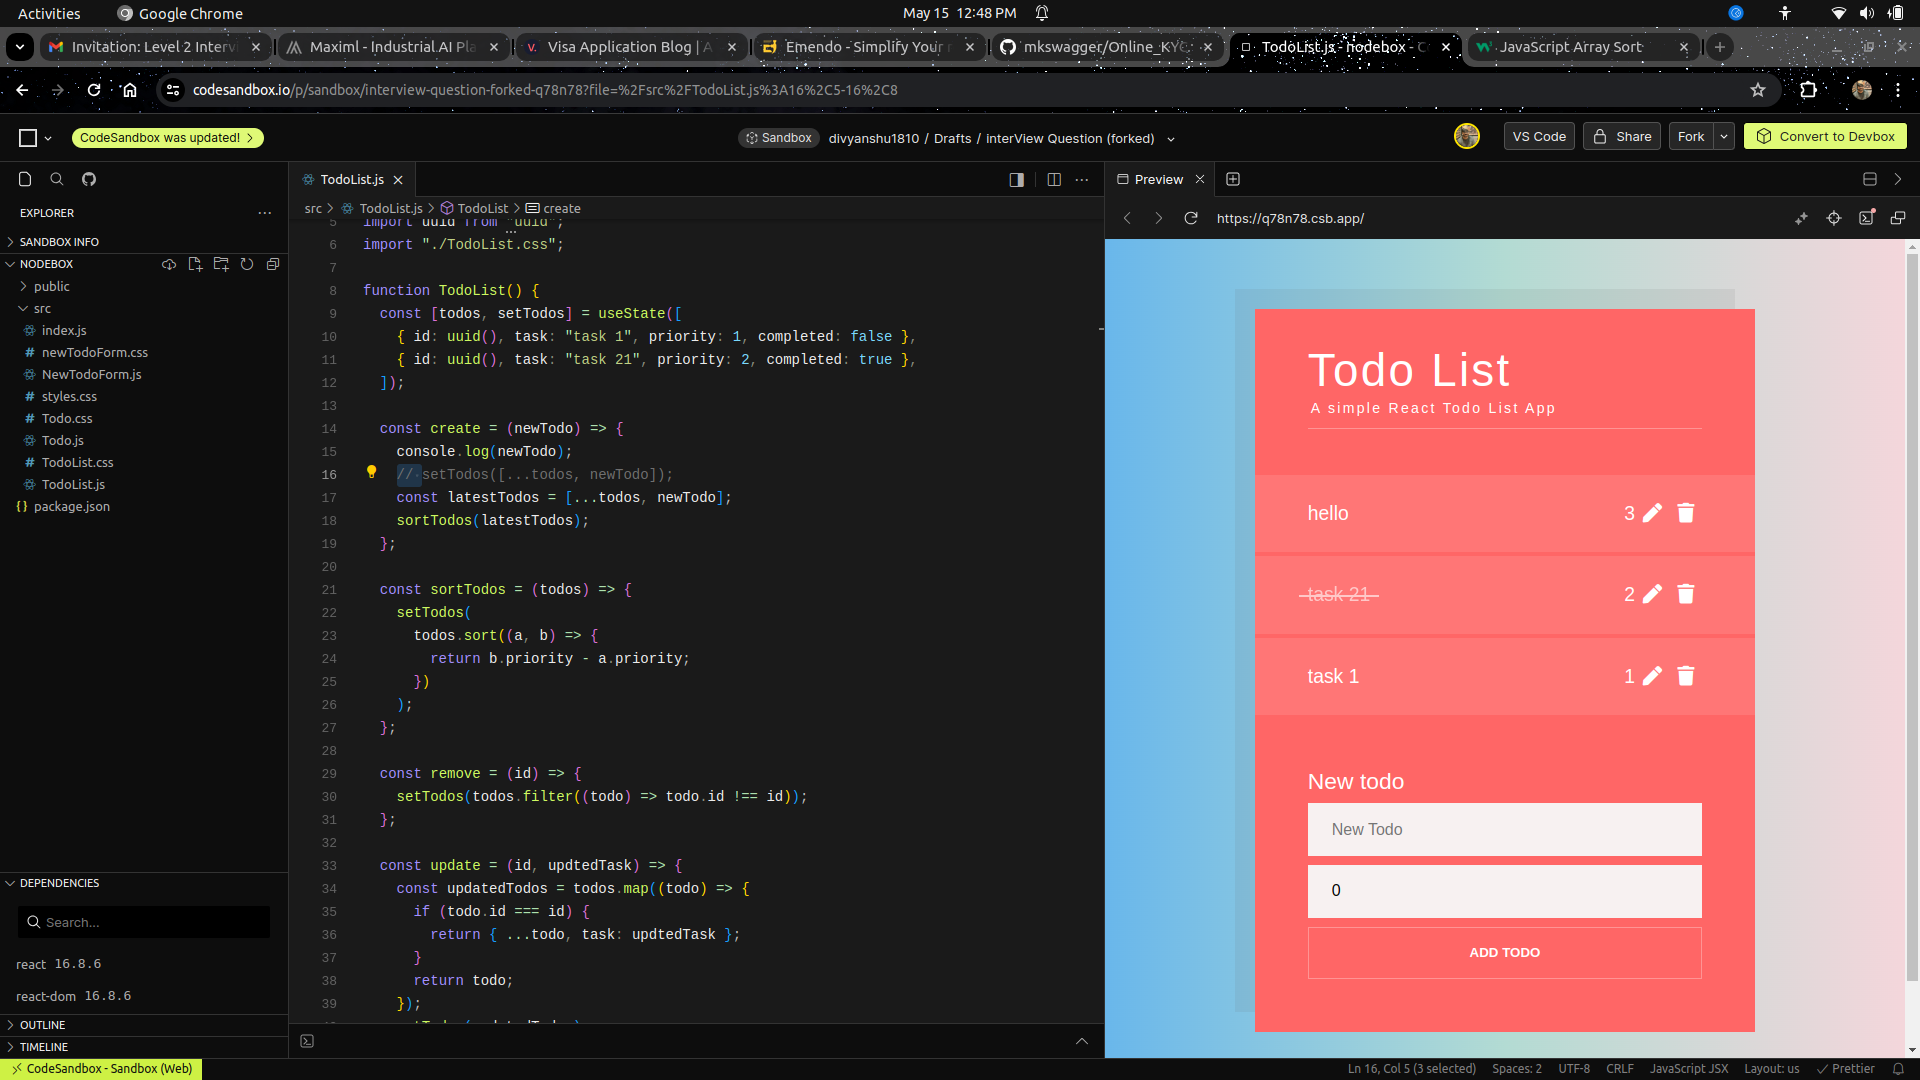 Activities
Google Chrome
May 15 12:48 PM
Invitation: Level 2 Interv
Maximl - Industrial AI Pla
Visa Application Blog | A
Emendo - Simplify Your r
mkswagger/Online_KYC
TodoList.js - nodebox - C
JavaScript Array Sort
codesandbox.io/p/sandbox/interview-question-forked-q78n78?file=%2Fsrc%2FTodoList.js%3A16%2C5-16%2C8
CodeSandbox was updated!
Sandbox
divyanshu1810 / Drafts / interView Question (forked)
VS Code
Share
Fork
Convert to Devbox
EXPLORER
SANDBOX INFO
NODEBOX
public
src
index.js
newTodoForm.css
NewTodoForm.js
styles.css
Todo.css
Todo.js
TodoList.css
TodoList.js
package.json
DEPENDENCIES
Search...
react 16.8.6
react-dom 16.8.6
OUTLINE
TIMELINE
TodoList.js
src > TodoList.js > TodoList > create
5 import uuid from "uuid";
6 import "./TodoList.css";
7
8 function TodoList() {
9 const [todos, setTodos] = useState([
10 { id: uuid(), task: "task 1", priority: 1, completed: false },
11 { id: uuid(), task: "task 21", priority: 2, completed: true },
12 ]);
13
14 const create = (newTodo) => {
15 console.log(newTodo);
16 // setTodos([...todos, newTodo]);
17 const latestTodos = [...todos, newTodo];
18 sortTodos(latestTodos);
19 };
20
21 const sortTodos = (todos) => {
22 setTodos(
23 todos.sort((a, b) => {
24 return b.priority - a.priority;
25 })
26 );
27 };
28
29 const remove = (id) => {
30 setTodos(todos.filter((todo) => todo.id !== id));
31 };
32
33 const update = (id, updtedTask) => {
34 const updatedTodos = todos.map((todo) => {
35 if (todo.id === id) {
36 return { ...todo, task: updtedTask };
37 }
38 return todo;
39 });
Preview
https://q78n78.csb.app/
Todo List
A simple React Todo List App
hello 3
task 21 2
task 1 1
New todo
New Todo
0
ADD TODO
CodeSandbox - Sandbox (Web)
Ln 16, Col 5 (3 selected)
Spaces: 2
UTF-8
CRLF
JavaScript JSX
Layout: us
Prettier